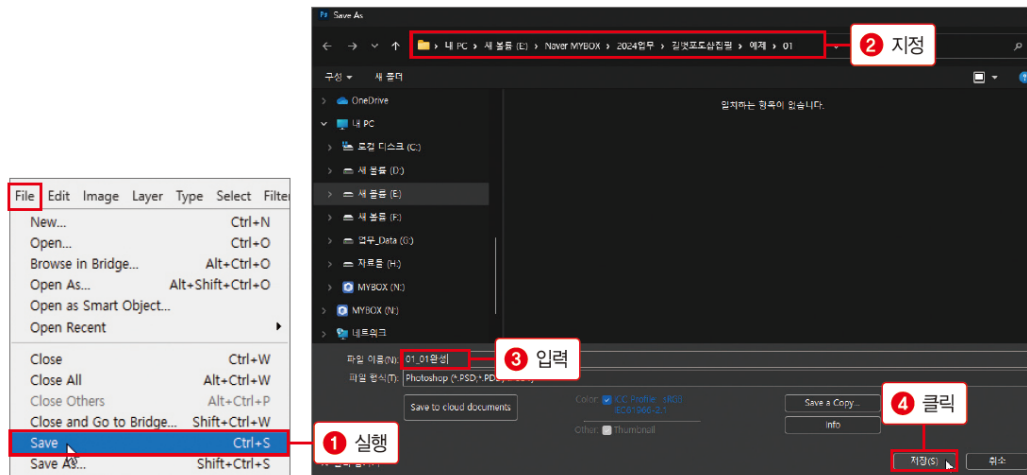 File Edit Image Layer Type Select Filter
New... Ctrl+N
Open... Ctrl+O
Browse in Bridge... Alt+Ctrl+O
Open As... Alt+Shift+Ctrl+O
Open as Smart Object...
Open Recent
Close Ctrl+W
Close All Alt+Ctrl+W
Close Others Alt+Ctrl+P
Close and Go to Bridge... Shift+Ctrl+W
Save Ctrl+S
Save As... Shift+Ctrl+S
1 실행
Ps Save As
내 PC > 새 볼륨 (E:) > Naver MYBOX > 2024업무 > 길벗포토샵집필 > 예제 > 01
2 지정
구성 새 폴더
일치하는 항목이 없습니다.
OneDrive
내 PC
로컬 디스크 (C:)
새 볼륨 (D:)
새 볼륨 (E:)
새 볼륨 (F:)
업무_Data (G:)
자료들 (H:)
MYBOX (N:)
MYBOX (N:)
네트워크
파일 이름(N): 01_01완성
3 입력
파일 형식(T): Photoshop (*.PSD;*.PDD
Save to cloud documents
Color: ICC Profile: sRGB
IEC61966-2.1
Other: Thumbnail
Save a Copy...
Info
4 클릭
저장(S) 취소